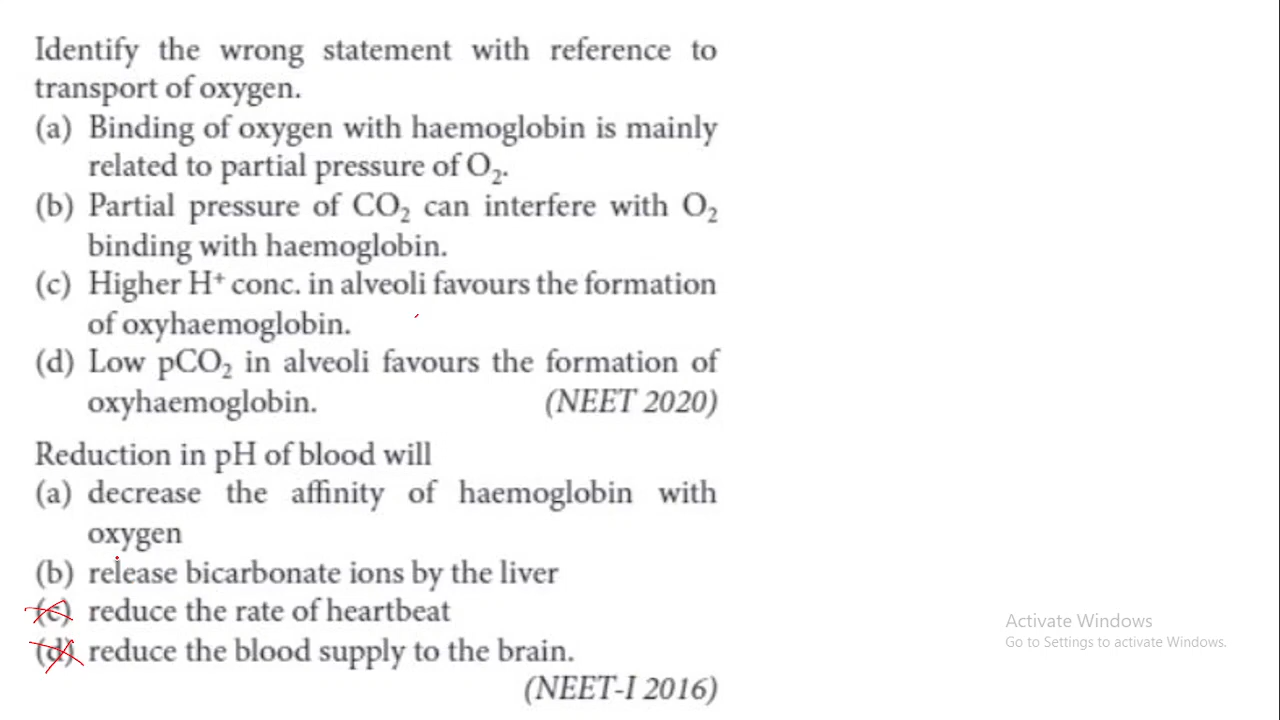 Identify the wrong statement with reference to
transport of oxygen.
(a) Binding of oxygen with haemoglobin is mainly
related to partial pressure of O₂.
(b) Partial pressure of CO₂ can interfere with O₂
binding with haemoglobin.
(c) Higher H⁺ conc. in alveoli favours the formation
of oxyhaemoglobin.
(d) Low pCO₂ in alveoli favours the formation of
oxyhaemoglobin. (NEET 2020)
Reduction in pH of blood will
(a) decrease the affinity of haemoglobin with
oxygen
(b) release bicarbonate ions by the liver
(c) reduce the rate of heartbeat
(d) reduce the blood supply to the brain.
(NEET-I 2016)
Activate Windows
Go to Settings to activate Windows.